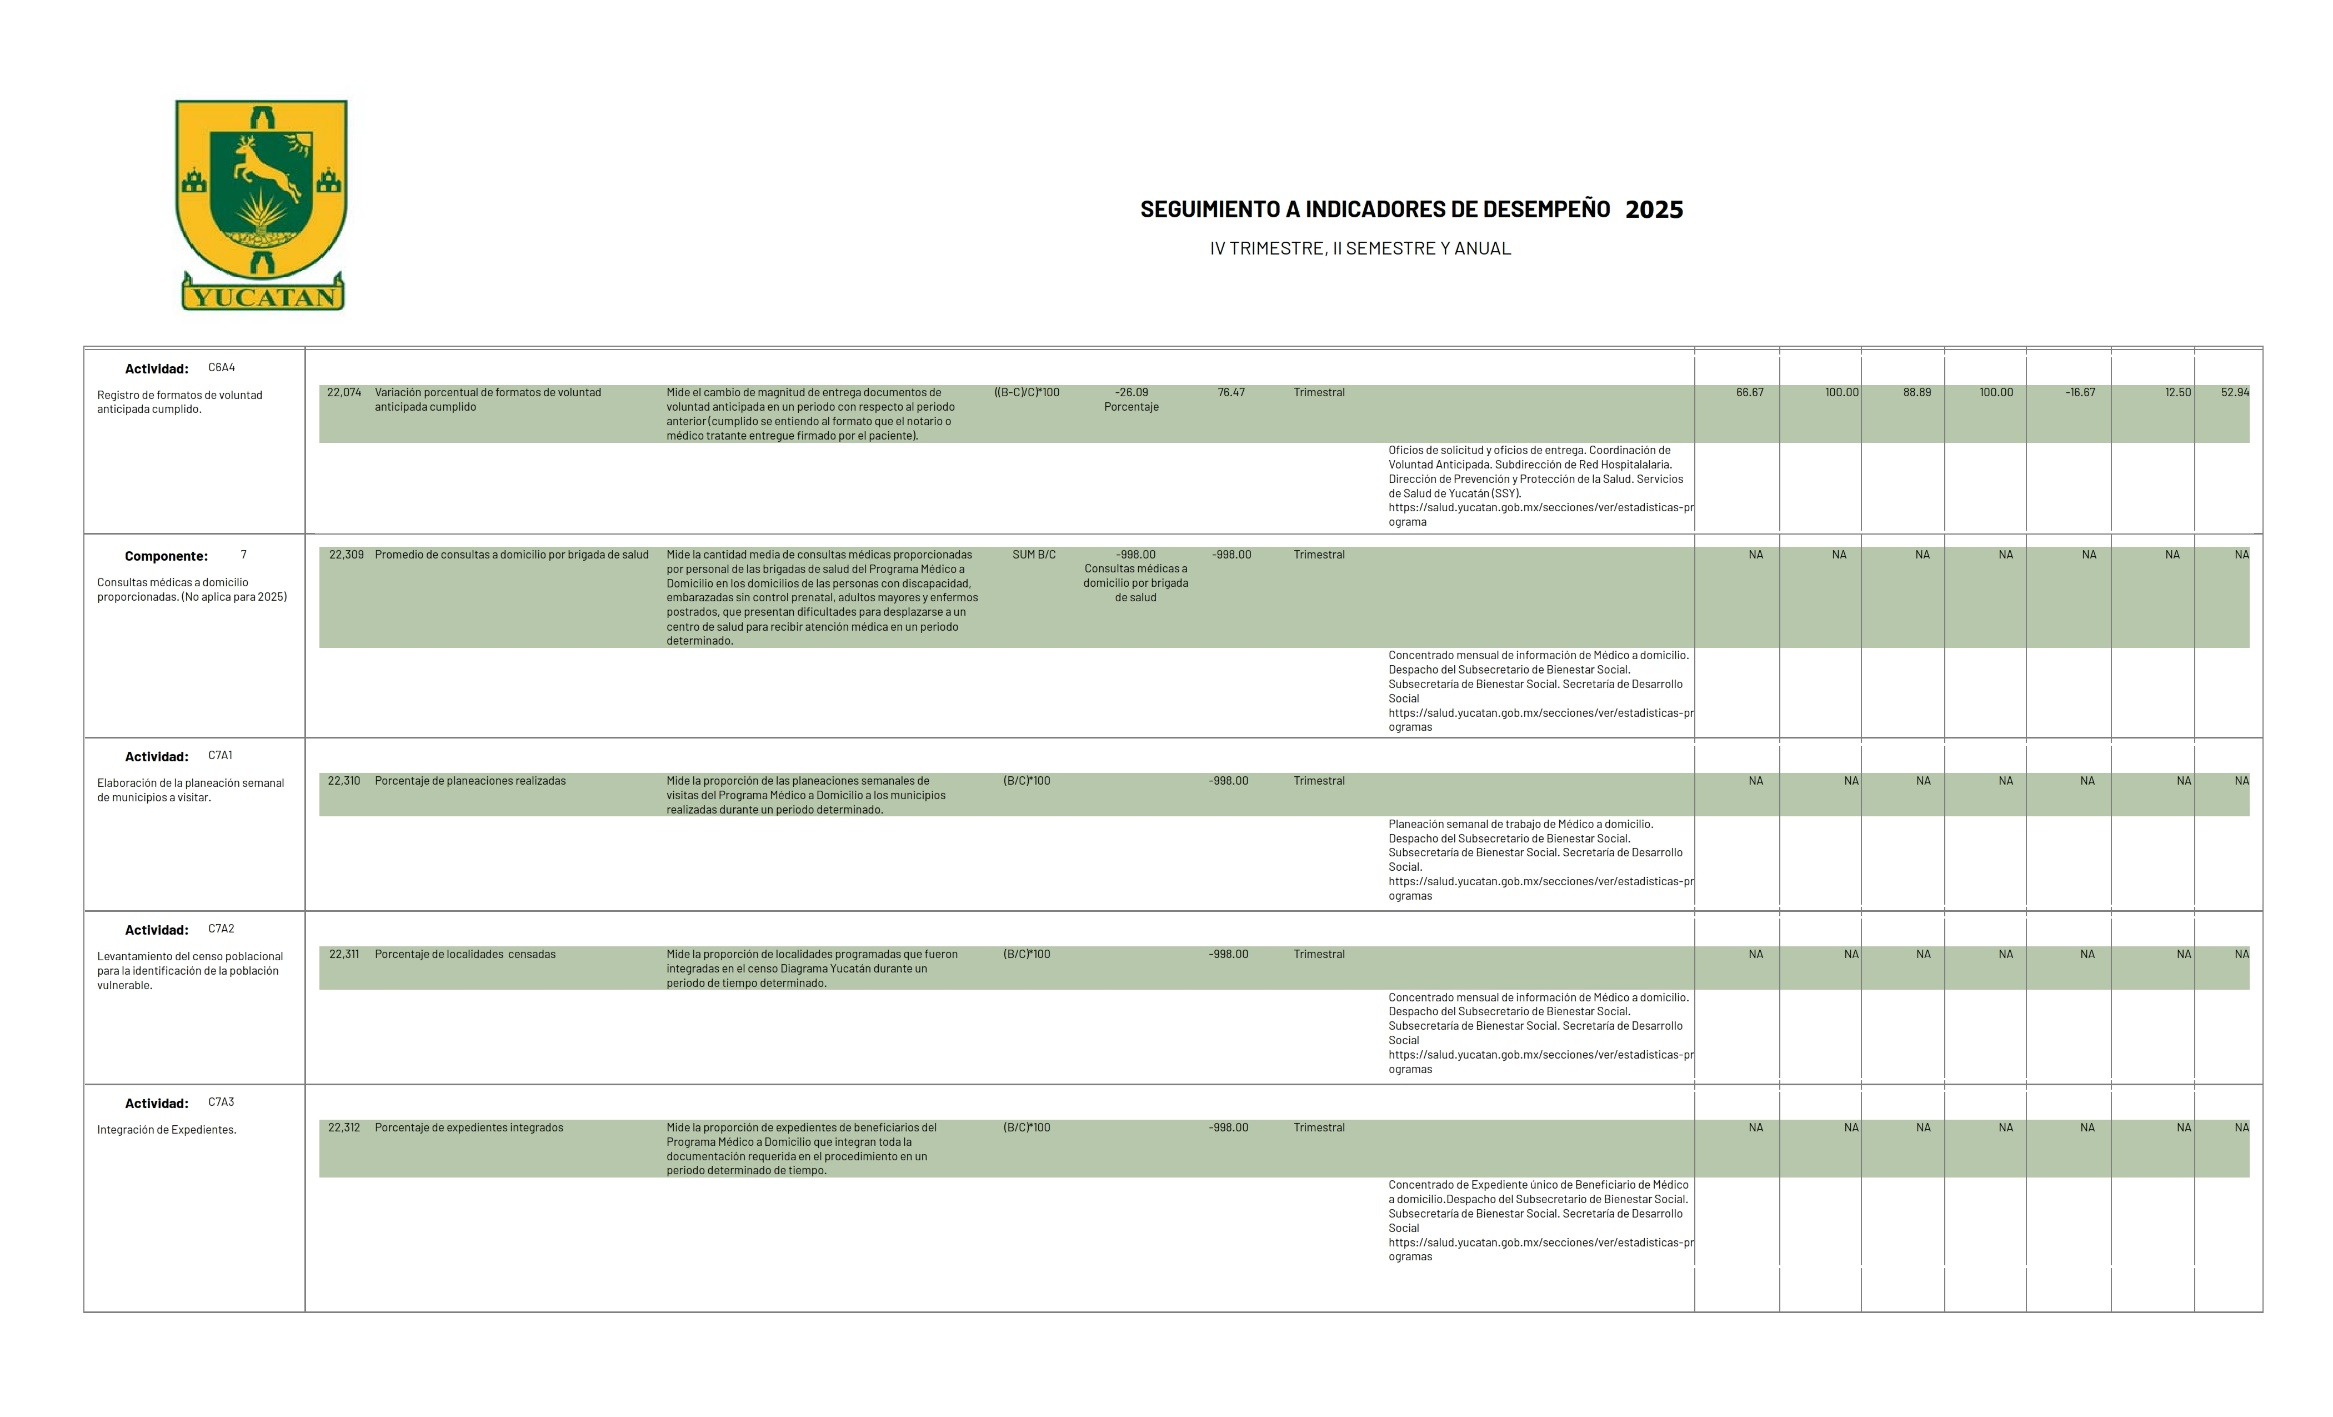 YUCATAN
SEGUIMIENTO A INDICADORES DE DESEMPEÑO 2025
IV TRIMESTRE, II SEMESTRE Y ANUAL
Actividad: C6A4
Registro de formatos de voluntad
anticipada cumplido.
22,074 Variación porcentual de formatos de voluntad
anticipada cumplido
Mide el cambio de magnitud de entrega documentos de
voluntad anticipada en un periodo con respecto al periodo
anterior (cumplido se entiendo al formato que el notario o
médico tratante entregue firmado por el paciente).
((B-C)/C)*100
-26.09
Porcentaje
76.47
Trimestral
66.67 100.00 88.89 100.00 -16.67 12.50 52.94
Oficios de solicitud y oficios de entrega. Coordinación de
Voluntad Anticipada. Subdirección de Red Hospitalalaria.
Dirección de Prevención y Protección de la Salud. Servicios
de Salud de Yucatán (SSY).
https://salud.yucatan.gob.mx/secciones/ver/estadisticas-pr
ograma
Componente: 7
Consultas médicas a domicilio
proporcionadas. (No aplica para 2025)
22,309 Promedio de consultas a domicilio por brigada de salud
Mide la cantidad media de consultas médicas proporcionadas
por personal de las brigadas de salud del Programa Médico a
Domicilio en los domicilios de las personas con discapacidad,
embarazadas sin control prenatal, adultos mayores y enfermos
postrados, que presentan dificultades para desplazarse a un
centro de salud para recibir atención médica en un periodo
determinado.
SUM B/C
-998.00
Consultas médicas a
domicilio por brigada
de salud
-998.00
Trimestral
NA NA NA NA NA NA NA
Concentrado mensual de información de Médico a domicilio.
Despacho del Subsecretario de Bienestar Social.
Subsecretaría de Bienestar Social. Secretaría de Desarrollo
Social
https://salud.yucatan.gob.mx/secciones/ver/estadisticas-pr
ogramas
Actividad: C7A1
Elaboración de la planeación semanal
de municipios a visitar.
22,310 Porcentaje de planeaciones realizadas
Mide la proporción de las planeaciones semanales de
visitas del Programa Médico a Domicilio a los municipios
realizadas durante un periodo determinado.
(B/C)*100
-998.00
Trimestral
NA NA NA NA NA NA NA
Planeación semanal de trabajo de Médico a domicilio.
Despacho del Subsecretario de Bienestar Social.
Subsecretaría de Bienestar Social. Secretaría de Desarrollo
Social.
https://salud.yucatan.gob.mx/secciones/ver/estadisticas-pr
ogramas
Actividad: C7A2
Levantamiento del censo poblacional
para la identificación de la población
vulnerable.
22,311 Porcentaje de localidades censadas
Mide la proporción de localidades programadas que fueron
integradas en el censo Diagrama Yucatán durante un
periodo de tiempo determinado.
(B/C)*100
-998.00
Trimestral
NA NA NA NA NA NA NA
Concentrado mensual de información de Médico a domicilio.
Despacho del Subsecretario de Bienestar Social.
Subsecretaría de Bienestar Social. Secretaría de Desarrollo
Social
https://salud.yucatan.gob.mx/secciones/ver/estadisticas-pr
ogramas
Actividad: C7A3
Integración de Expedientes.
22,312 Porcentaje de expedientes integrados
Mide la proporción de expedientes de beneficiarios del
Programa Médico a Domicilio que integran toda la
documentación requerida en el procedimiento en un
periodo determinado de tiempo.
(B/C)*100
-998.00
Trimestral
NA NA NA NA NA NA NA
Concentrado de Expediente único de Beneficiario de Médico
a domicilio.Despacho del Subsecretario de Bienestar Social.
Subsecretaría de Bienestar Social. Secretaría de Desarrollo
Social
https://salud.yucatan.gob.mx/secciones/ver/estadisticas-pr
ogramas